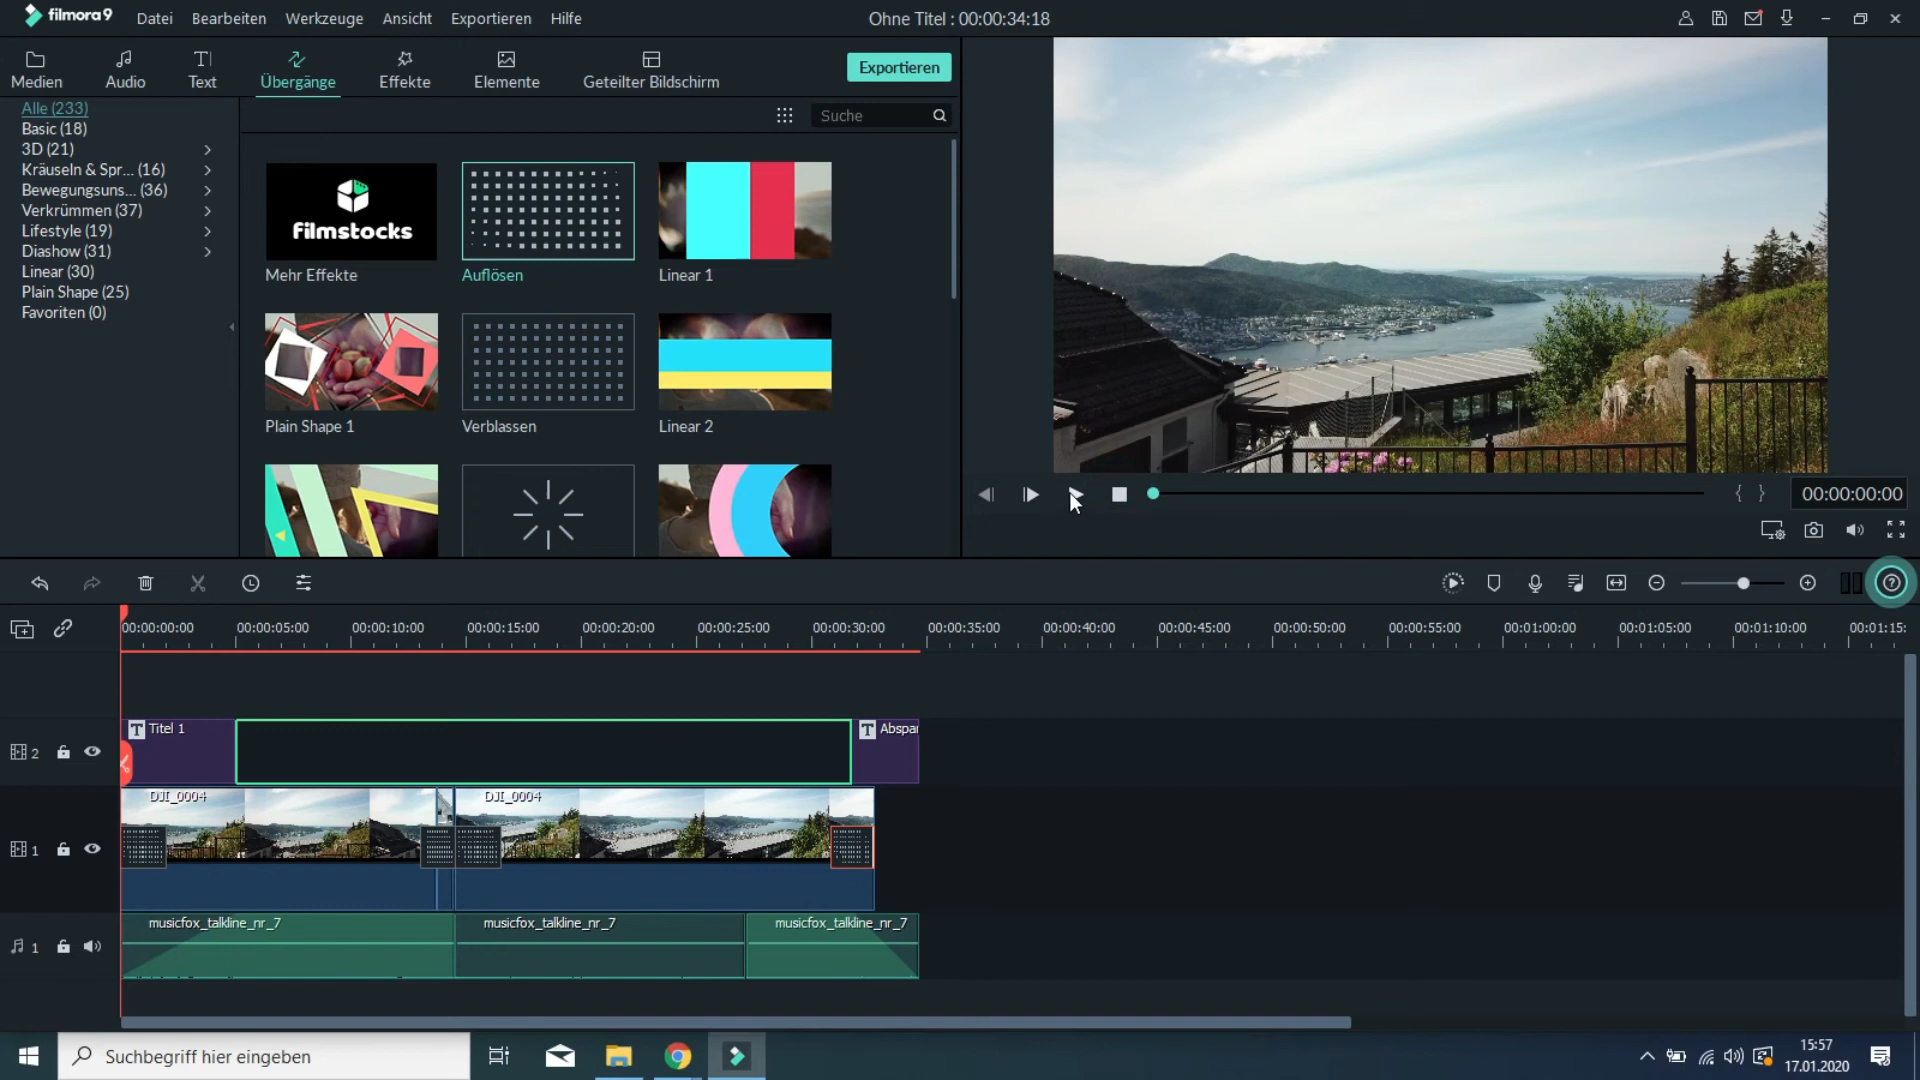 filmora9
Datei Bearbeiten Werkzeuge Ansicht Exportieren Hilfe
Ohne Titel : 00:00:34:18
Medien Audio Text Übergänge Effekte Elemente Geteilter Bildschirm
Exportieren
Alle (233)
Basic (18)
3D (21)
Kräuseln & Spr... (16)
Bewegungsuns... (36)
Verkrümmen (37)
Lifestyle (19)
Diashow (31)
Linear (30)
Plain Shape (25)
Favoriten (0)
Suche
filmstocks
Mehr Effekte Auflösen Linear 1
Plain Shape 1 Verblassen Linear 2
00:00:00:00
00:00:00:00 00:00:05:00 00:00:10:00 00:00:15:00 00:00:20:00 00:00:25:00 00:00:30:00 00:00:35:00 00:00:40:00 00:00:45:00 00:00:50:00 00:00:55:00 00:01:00:00 00:01:05:00 00:01:10:00 00:01:15:
2 T Titel 1 T Abspa
DJI_0004 DJI_0004
1
musicfox_talkline_nr_7 musicfox_talkline_nr_7 musicfox_talkline_nr_7
1
Suchbegriff hier eingeben
15:57
17.01.2020